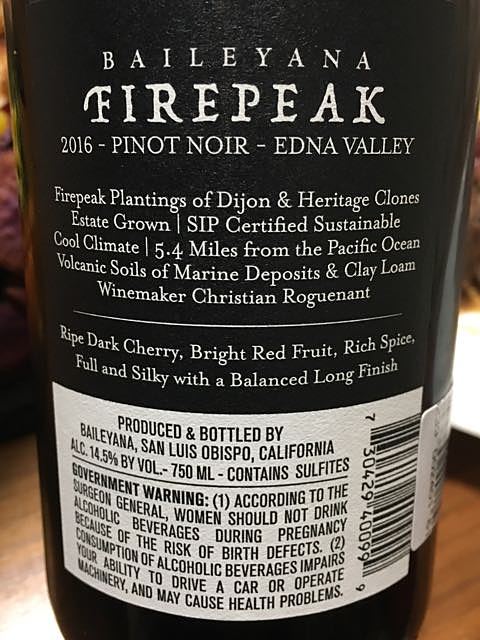 BAILEYANA
FIREPEAK
2016 - PINOT NOIR - EDNA VALLEY
Firepeak Plantings of Dijon & Heritage Clones
Estate Grown | SIP Certified Sustainable
Cool Climate | 5.4 Miles from the Pacific Ocean
Volcanic Soils of Marine Deposits & Clay Loam
Winemaker Christian Roguenant
Ripe Dark Cherry, Bright Red Fruit, Rich Spice,
Full and Silky with a Balanced Long Finish
PRODUCED & BOTTLED BY
BAILEYANA, SAN LUIS OBISPO, CALIFORNIA
ALC. 14.5% BY VOL.- 750 ML - CONTAINS SULFITES
GOVERNMENT WARNING: (1) ACCORDING TO THE
SURGEON GENERAL, WOMEN SHOULD NOT DRINK
ALCOHOLIC BEVERAGES DURING PREGNANCY
BECAUSE OF THE RISK OF BIRTH DEFECTS. (2)
CONSUMPTION OF ALCOHOLIC BEVERAGES IMPAIRS
YOUR ABILITY TO DRIVE A CAR OR OPERATE
MACHINERY, AND MAY CAUSE HEALTH PROBLEMS.
7 30429 40099 9